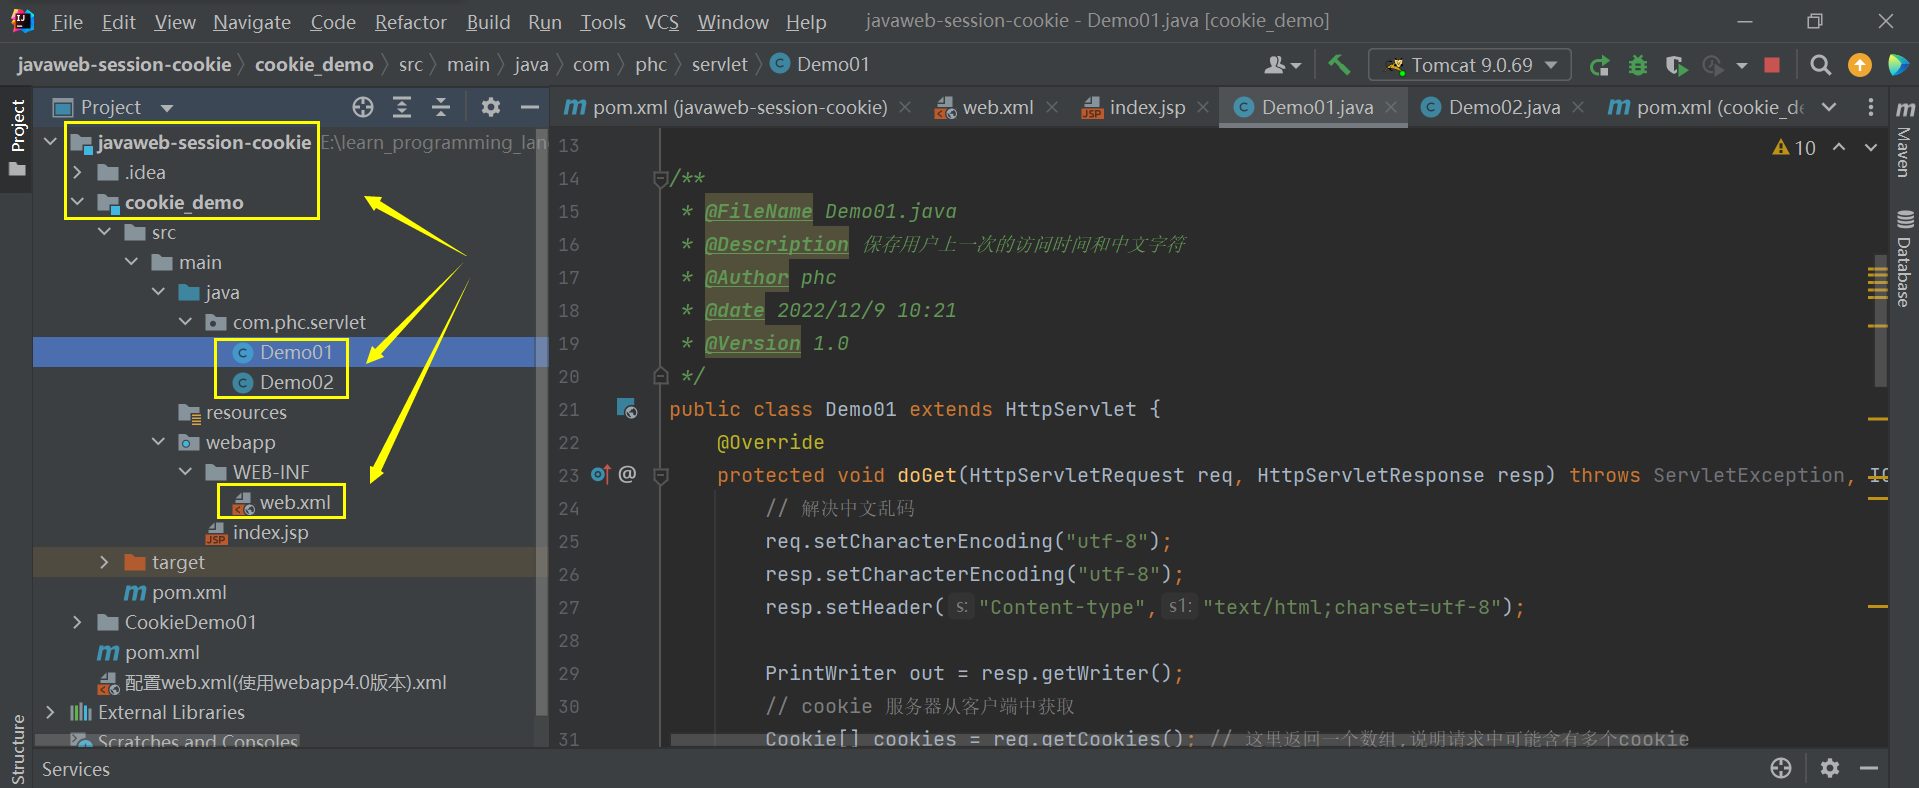 File Edit View Navigate Code Refactor Build Run Tools VCS Window Help javaweb-session-cookie - Demo01.java [cookie_demo]
javaweb-session-cookie cookie_demo src main java com phc servlet Demo01 Tomcat 9.0.69
Project
pom.xml (javaweb-session-cookie) web.xml index.jsp Demo01.java Demo02.java pom.xml (cookie_de
Project
Structure
javaweb-session-cookie E:\learn_programming_lan
.idea
cookie_demo
src
main
java
com.phc.servlet
Demo01
Demo02
resources
webapp
WEB-INF
web.xml
index.jsp
target
pom.xml
CookieDemo01
pom.xml
配置web.xml(使用webapp4.0版本).xml
External Libraries
Scratches and Consoles
13
14 /**
15 * @FileName Demo01.java
16 * @Description 保存用户上一次的访问时间和中文字符
17 * @Author phc
18 * @date 2022/12/9 10:21
19 * @Version 1.0
20 */
21 public class Demo01 extends HttpServlet {
22 @Override
23 @ protected void doGet(HttpServletRequest req, HttpServletResponse resp) throws ServletException, IO
24 // 解决中文乱码
25 req.setCharacterEncoding("utf-8");
26 resp.setCharacterEncoding("utf-8");
27 resp.setHeader( s: "Content-type", s1: "text/html;charset=utf-8");
28
29 PrintWriter out = resp.getWriter();
30 // cookie 服务器从客户端中获取
31 Cookie[] cookies = req.getCookies(); // 这里返回一个数组,说明请求中可能含有多个cookie
10
Maven
Database
Services